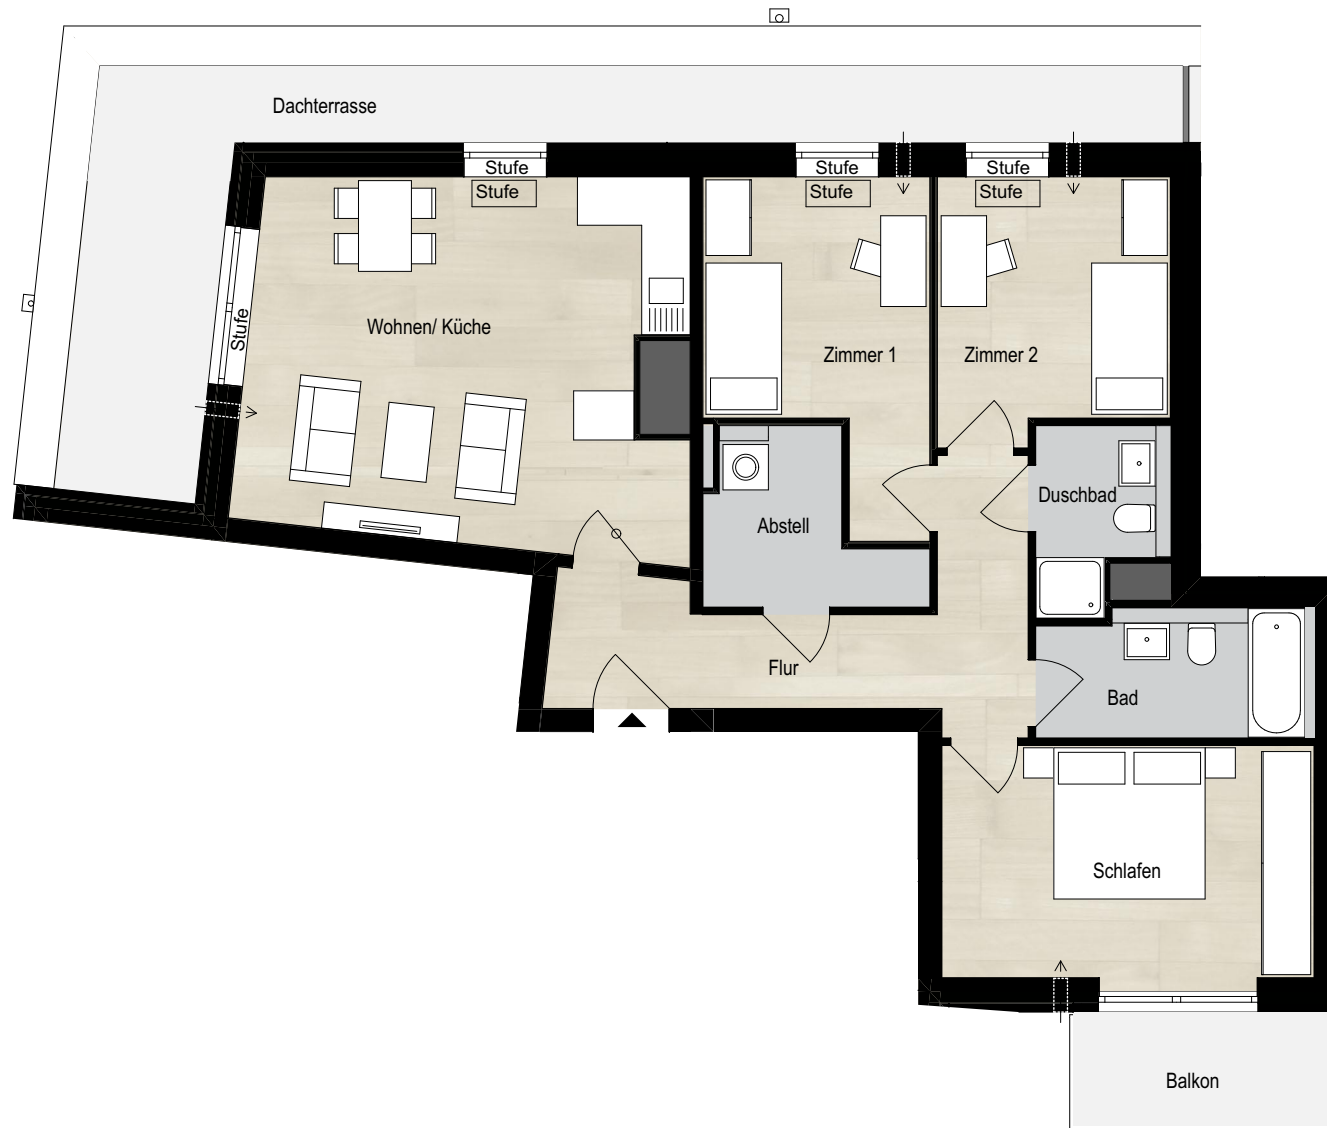 Dachterrasse
Stufe
Stufe
Stufe
Stufe
Stufe
Stufe
Stufe
Wohnen/ Küche
Zimmer 1
Zimmer 2
Duschbad
Abstell
Flur
Bad
Schlafen
Balkon